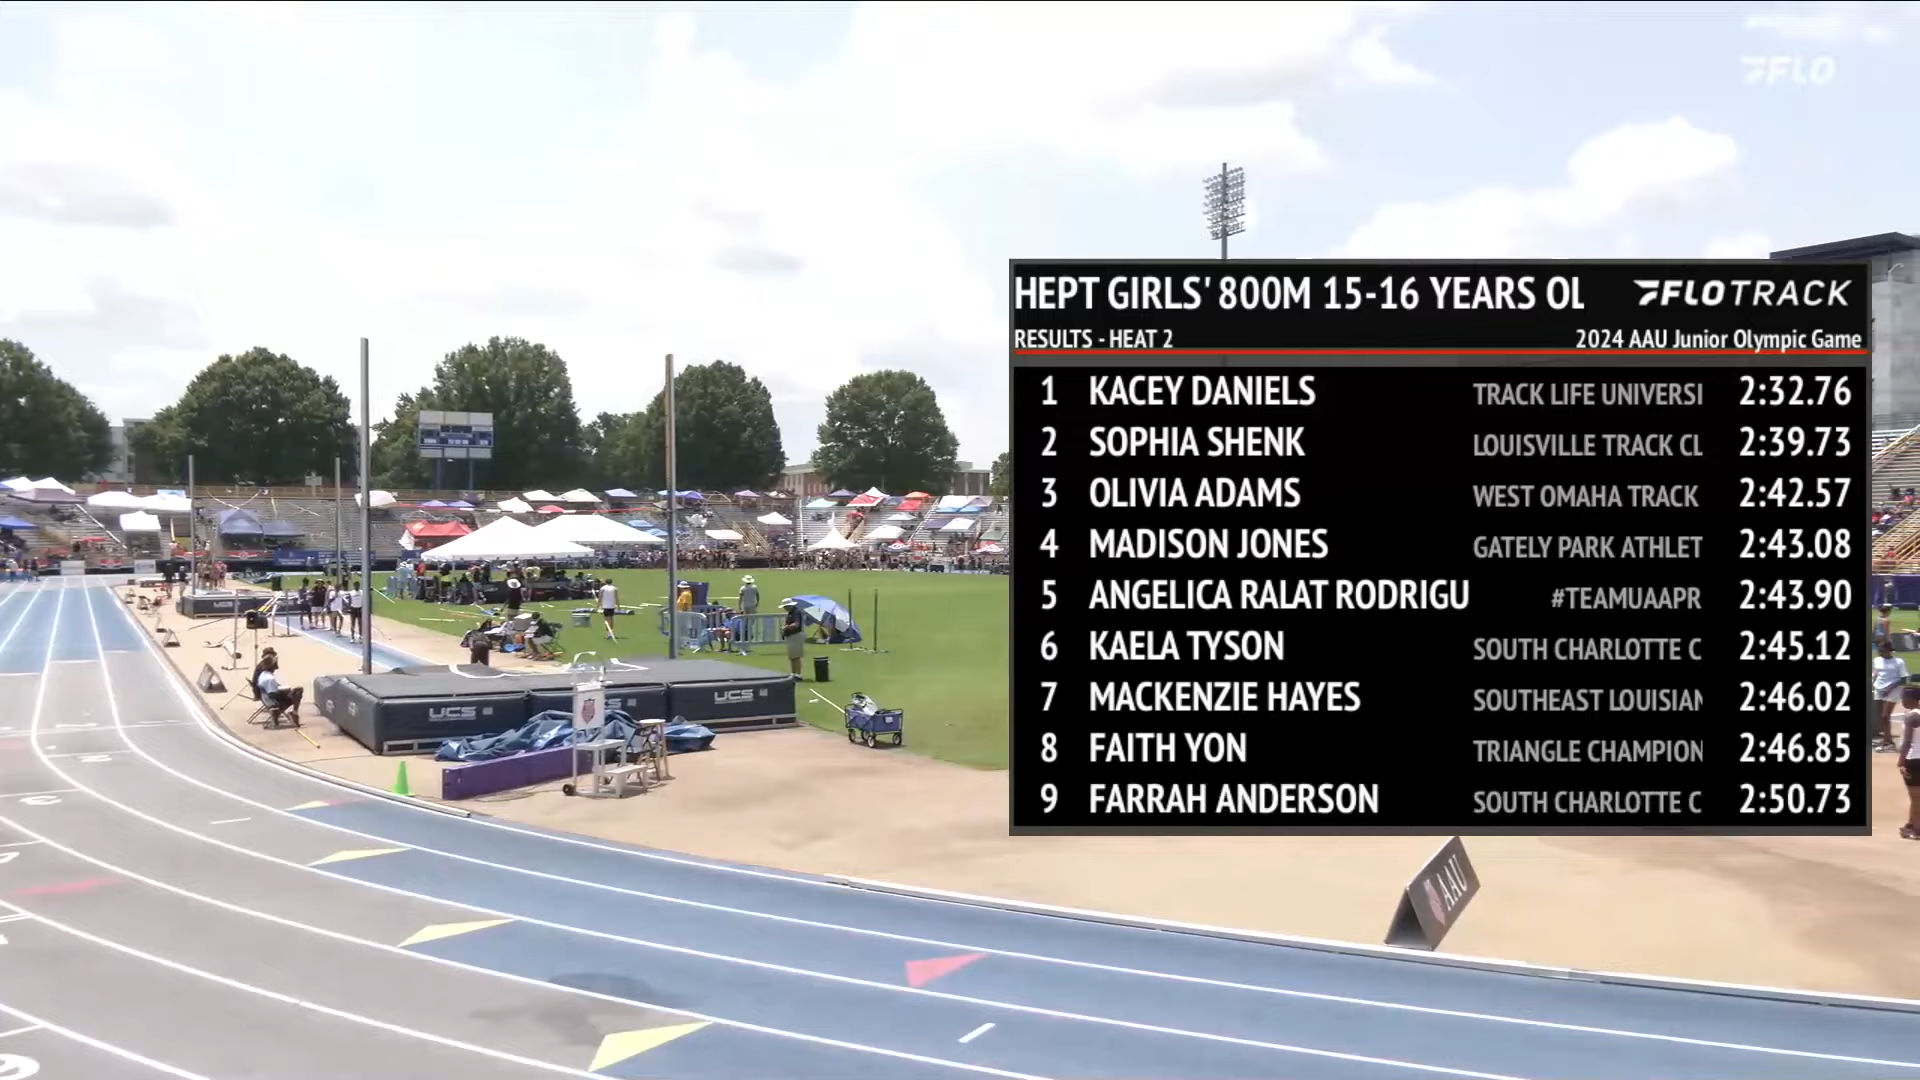 FLO
HEPT GIRLS' 800M 15-16 YEARS OL
FLOTRACK
RESULTS - HEAT 2
2024 AAU Junior Olympic Game
1 KACEY DANIELS TRACK LIFE UNIVERSI 2:32.76
2 SOPHIA SHENK LOUISVILLE TRACK CL 2:39.73
3 OLIVIA ADAMS WEST OMAHA TRACK 2:42.57
4 MADISON JONES GATELY PARK ATHLET 2:43.08
5 ANGELICA RALAT RODRIGU #TEAMUAAPR 2:43.90
6 KAELA TYSON SOUTH CHARLOTTE C 2:45.12
7 MACKENZIE HAYES SOUTHEAST LOUISIAN 2:46.02
8 FAITH YON TRIANGLE CHAMPION 2:46.85
9 FARRAH ANDERSON SOUTH CHARLOTTE C 2:50.73
UCS
UCS
UCS
AAU